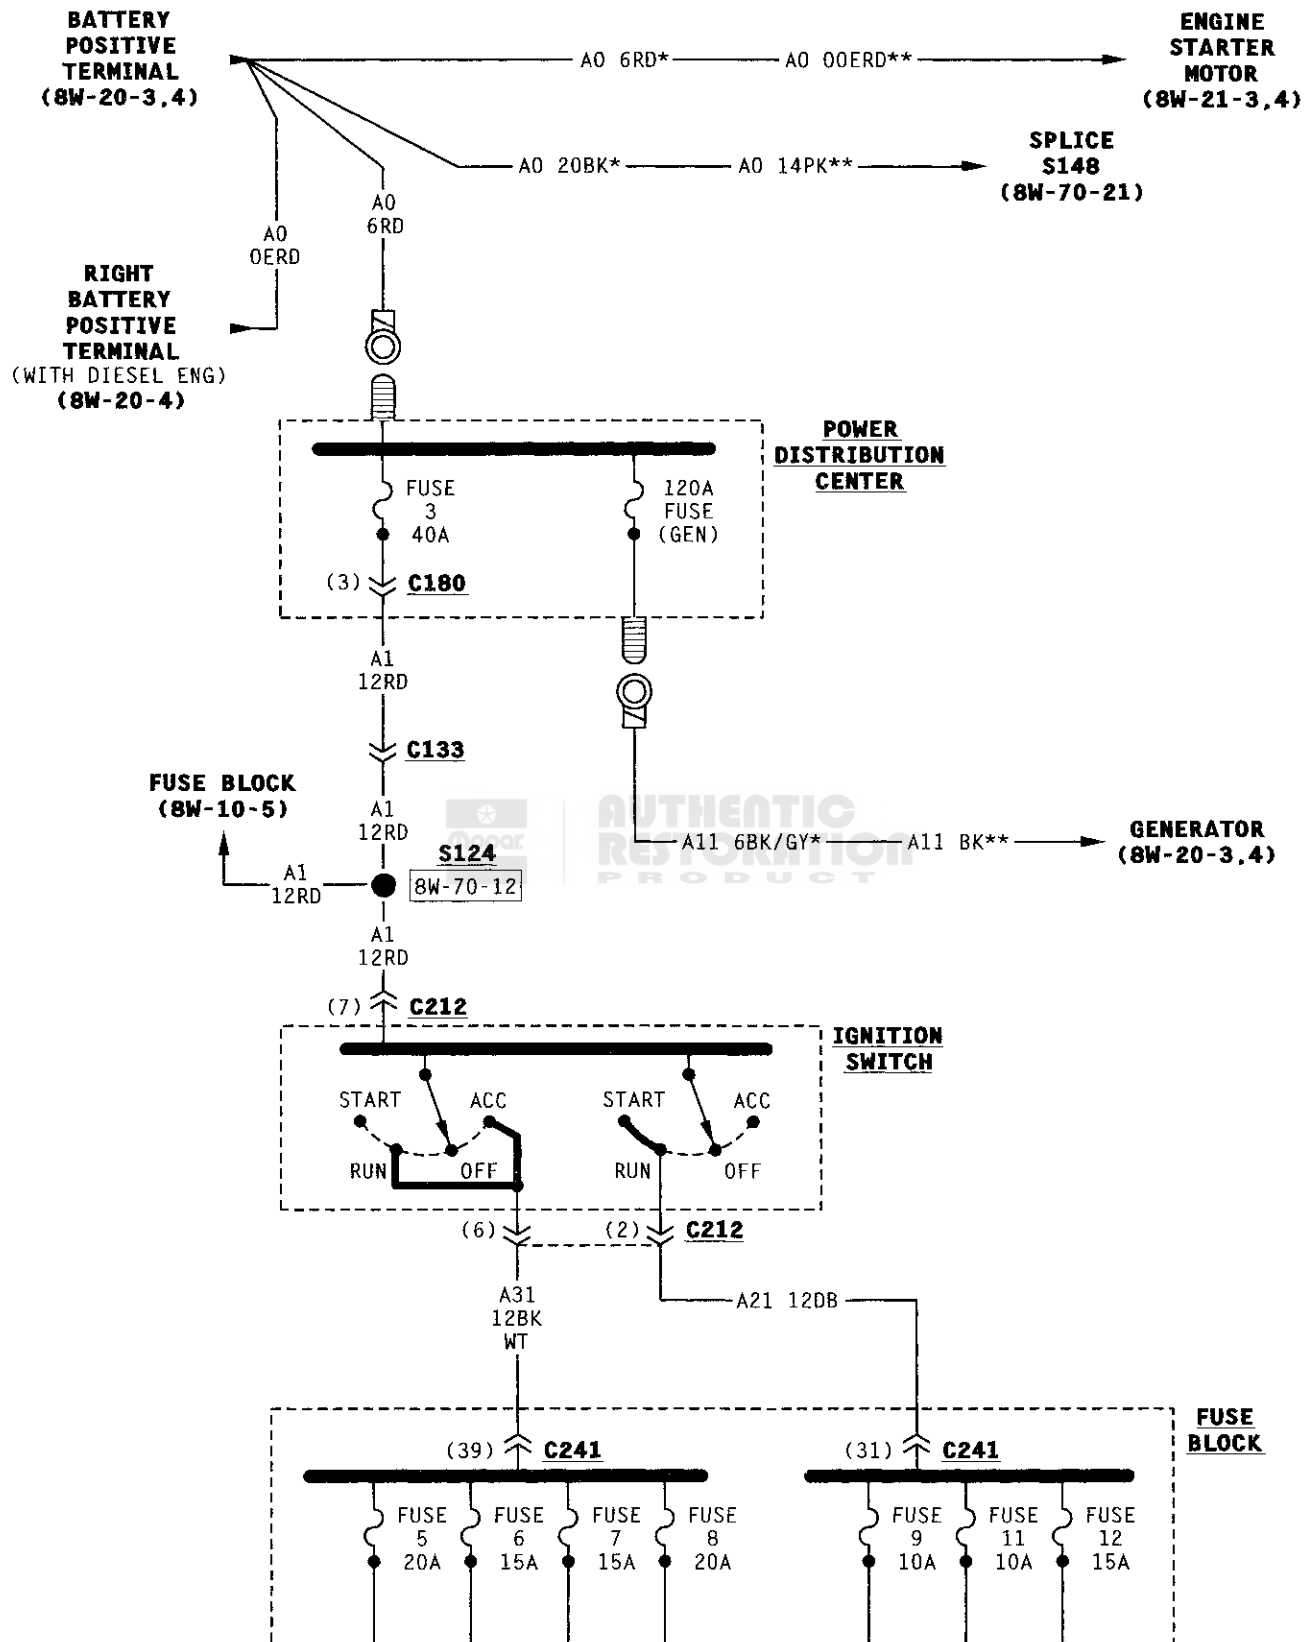 BATTERY
POSITIVE
TERMINAL
(8W-20-3,4)
A0 6RD*
A0 00ERD**
ENGINE
STARTER
MOTOR
(8W-21-3,4)
A0 20BK*
A0 14PK**
SPLICE
S148
(8W-70-21)
A0
6RD
A0
0ERD
RIGHT
BATTERY
POSITIVE
TERMINAL
(WITH DIESEL ENG)
(8W-20-4)
POWER
DISTRIBUTION
CENTER
FUSE
3
40A
120A
FUSE
(GEN)
(3)
C180
A1
12RD
C133
FUSE BLOCK
(8W-10-5)
A1
12RD
Mopar
AUTHENTIC
RESTORATION
PRODUCT
A11 6BK/GY*
A11 BK**
GENERATOR
(8W-20-3,4)
S124
8W-70-12
A1
12RD
A1
12RD
(7)
C212
IGNITION
SWITCH
START
ACC
RUN
OFF
START
ACC
RUN
OFF
(6)
(2)
C212
A31
12BK
WT
A21 12DB
FUSE
BLOCK
(39)
C241
(31)
C241
FUSE
5
20A
FUSE
6
15A
FUSE
7
15A
FUSE
8
20A
FUSE
9
10A
FUSE
11
10A
FUSE
12
15A